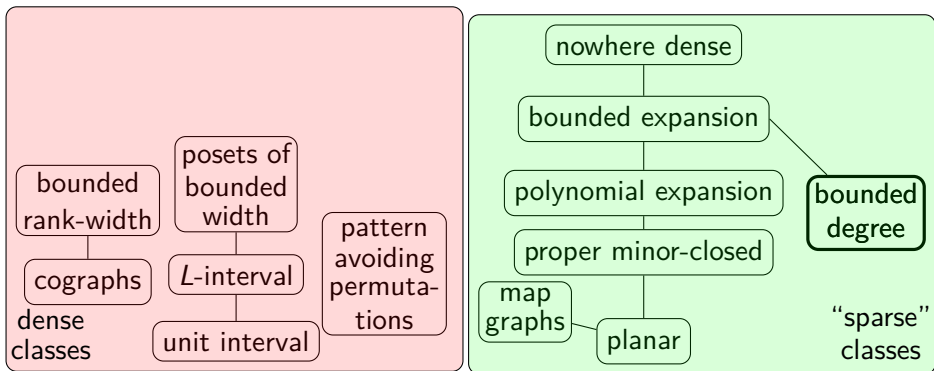 bounded
rank-width
cographs
dense
classes
posets of
bounded
width
L-interval
unit interval
pattern
avoiding
permuta-
tions
nowhere dense
bounded expansion
polynomial expansion
bounded
degree
proper minor-closed
map
graphs
planar
“sparse”
classes